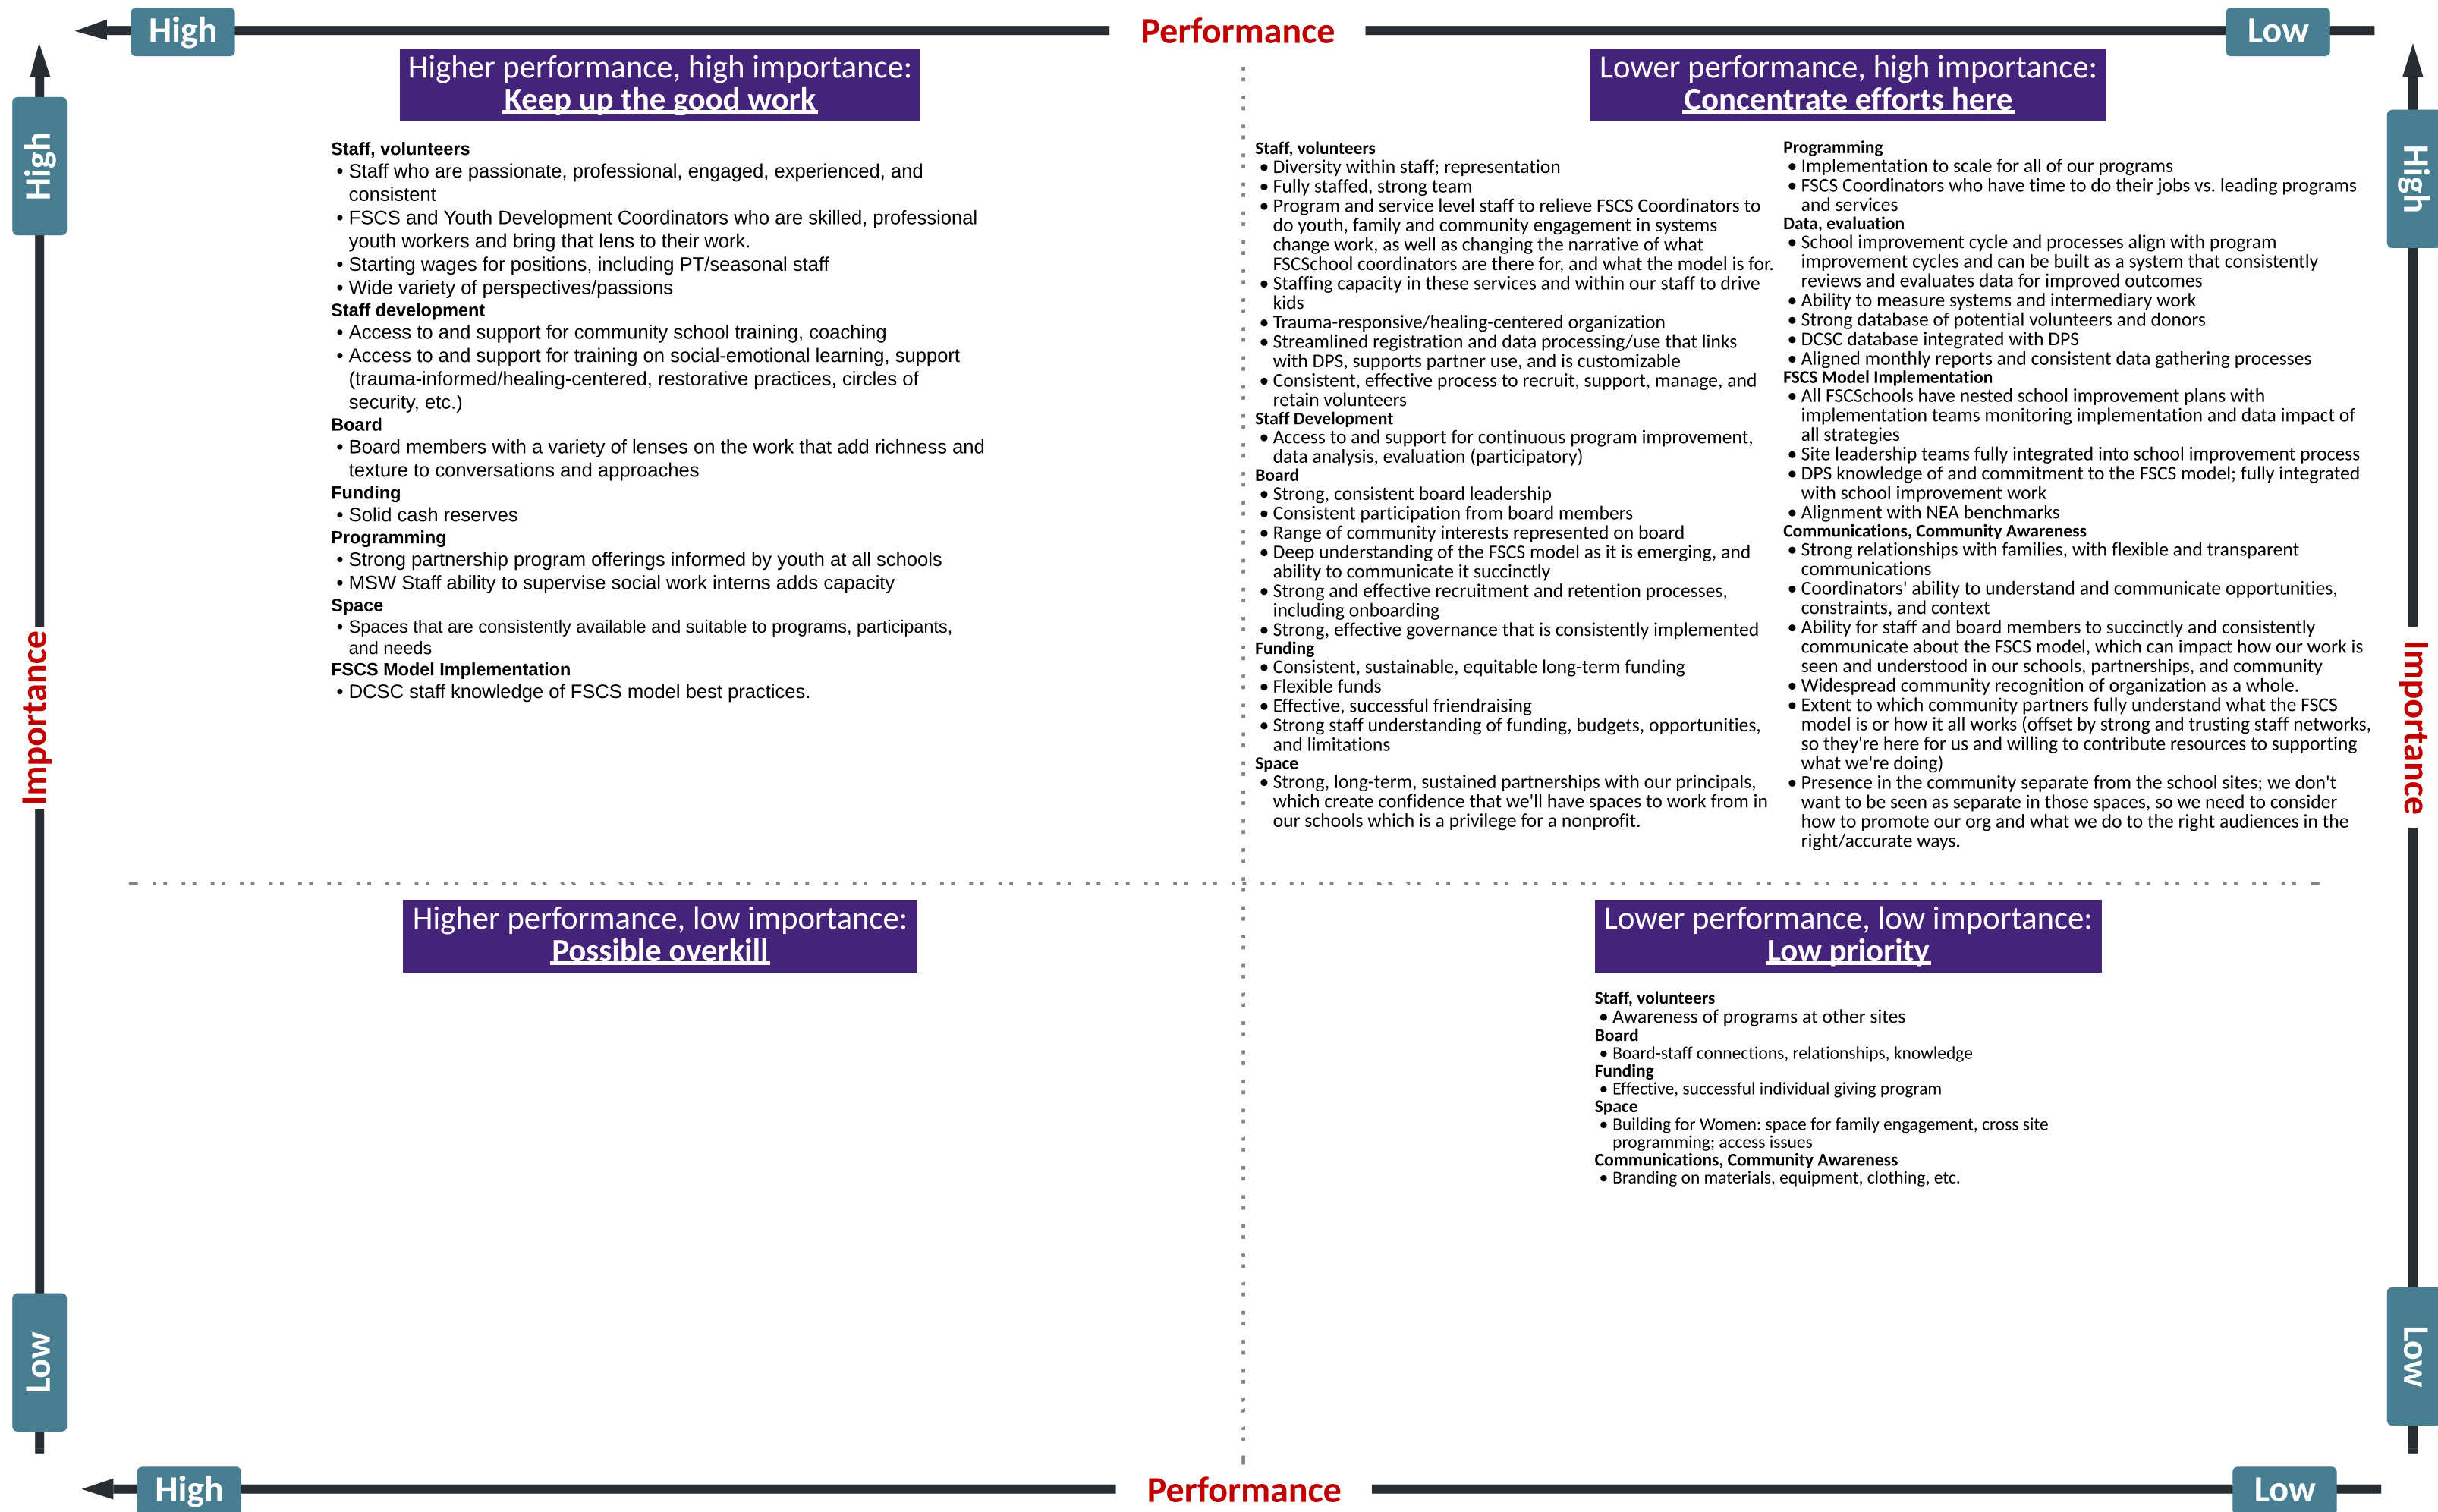 High
Performance
Low
High
High
Higher performance, high importance:
Keep up the good work
Staff, volunteers
• Staff who are passionate, professional, engaged, experienced, and
consistent
• FSCS and Youth Development Coordinators who are skilled, professional
youth workers and bring that lens to their work.
• Starting wages for positions, including PT/seasonal staff
• Wide variety of perspectives/passions
Staff development
• Access to and support for community school training, coaching
• Access to and support for training on social-emotional learning, support
(trauma-informed/healing-centered, restorative practices, circles of
security, etc.)
Board
• Board members with a variety of lenses on the work that add richness and
texture to conversations and approaches
Funding
• Solid cash reserves
Programming
• Strong partnership program offerings informed by youth at all schools
• MSW Staff ability to supervise social work interns adds capacity
Space
• Spaces that are consistently available and suitable to programs, participants,
and needs
FSCS Model Implementation
• DCSC staff knowledge of FSCS model best practices.
Lower performance, high importance:
Concentrate efforts here
Staff, volunteers
• Diversity within staff; representation
• Fully staffed, strong team
• Program and service level staff to relieve FSCS Coordinators to
do youth, family and community engagement in systems
change work, as well as changing the narrative of what
FSCSchool coordinators are there for, and what the model is for.
• Staffing capacity in these services and within our staff to drive
kids
• Trauma-responsive/healing-centered organization
• Streamlined registration and data processing/use that links
with DPS, supports partner use, and is customizable
• Consistent, effective process to recruit, support, manage, and
retain volunteers
Staff Development
• Access to and support for continuous program improvement,
data analysis, evaluation (participatory)
Board
• Strong, consistent board leadership
• Consistent participation from board members
• Range of community interests represented on board
• Deep understanding of the FSCS model as it is emerging, and
ability to communicate it succinctly
• Strong and effective recruitment and retention processes,
including onboarding
• Strong, effective governance that is consistently implemented
Funding
• Consistent, sustainable, equitable long-term funding
• Flexible funds
• Effective, successful friendraising
• Strong staff understanding of funding, budgets, opportunities,
and limitations
Space
• Strong, long-term, sustained partnerships with our principals,
which create confidence that we'll have spaces to work from in
our schools which is a privilege for a nonprofit.
Programming
• Implementation to scale for all of our programs
• FSCS Coordinators who have time to do their jobs vs. leading programs
and services
Data, evaluation
• School improvement cycle and processes align with program
improvement cycles and can be built as a system that consistently
reviews and evaluates data for improved outcomes
• Ability to measure systems and intermediary work
• Strong database of potential volunteers and donors
• DCSC database integrated with DPS
• Aligned monthly reports and consistent data gathering processes
FSCS Model Implementation
• All FSCSchools have nested school improvement plans with
implementation teams monitoring implementation and data impact of
all strategies
• Site leadership teams fully integrated into school improvement process
• DPS knowledge of and commitment to the FSCS model; fully integrated
with school improvement work
• Alignment with NEA benchmarks
Communications, Community Awareness
• Strong relationships with families, with flexible and transparent
communications
• Coordinators' ability to understand and communicate opportunities,
constraints, and context
• Ability for staff and board members to succinctly and consistently
communicate about the FSCS model, which can impact how our work is
seen and understood in our schools, partnerships, and community
• Widespread community recognition of organization as a whole.
• Extent to which community partners fully understand what the FSCS
model is or how it all works (offset by strong and trusting staff networks,
so they're here for us and willing to contribute resources to supporting
what we're doing)
• Presence in the community separate from the school sites; we don't
want to be seen as separate in those spaces, so we need to consider
how to promote our org and what we do to the right audiences in the
right/accurate ways.
Importance
Importance
Higher performance, low importance:
Possible overkill
Lower performance, low importance:
Low priority
Staff, volunteers
• Awareness of programs at other sites
Board
• Board-staff connections, relationships, knowledge
Funding
• Effective, successful individual giving program
Space
• Building for Women: space for family engagement, cross site
programming; access issues
Communications, Community Awareness
• Branding on materials, equipment, clothing, etc.
Low
Low
High
Performance
Low